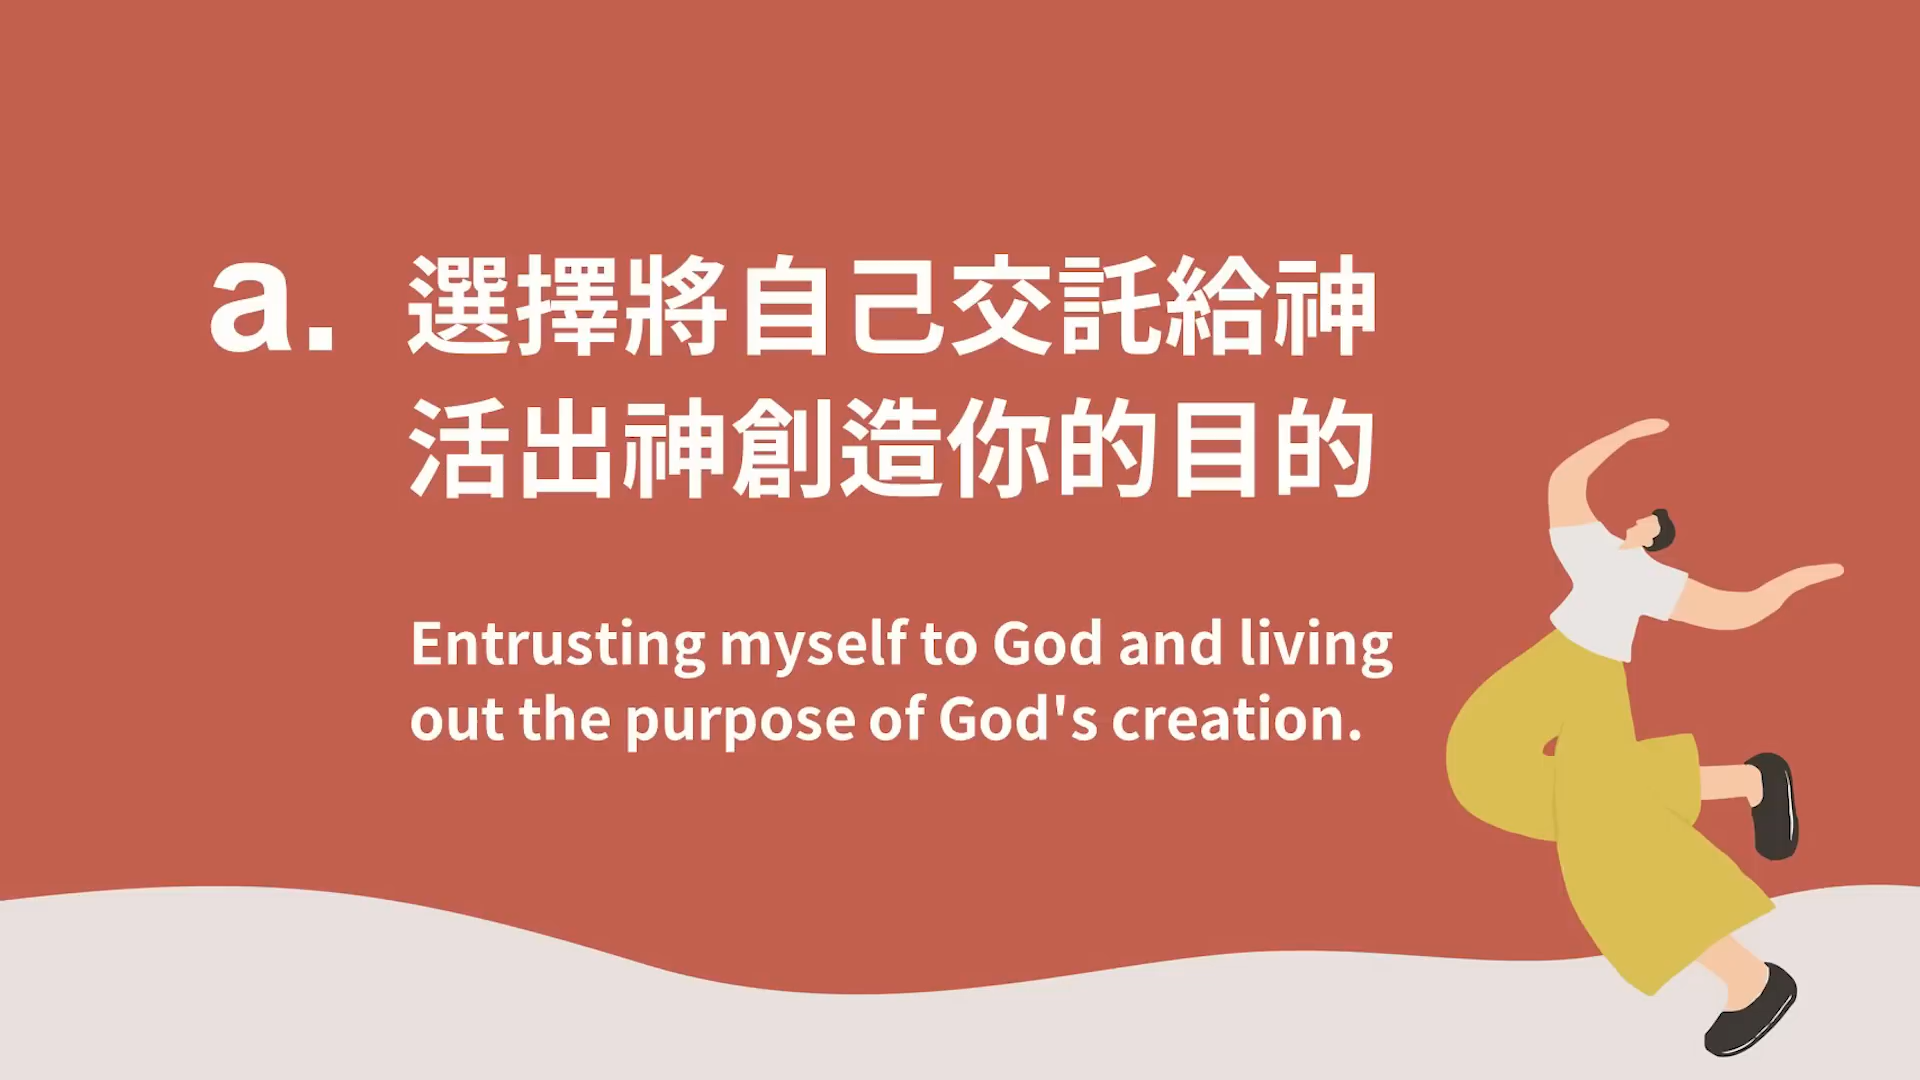 a. 選擇將自己交託給神
活出神創造你的目的
Entrusting myself to God and living
out the purpose of God's creation.